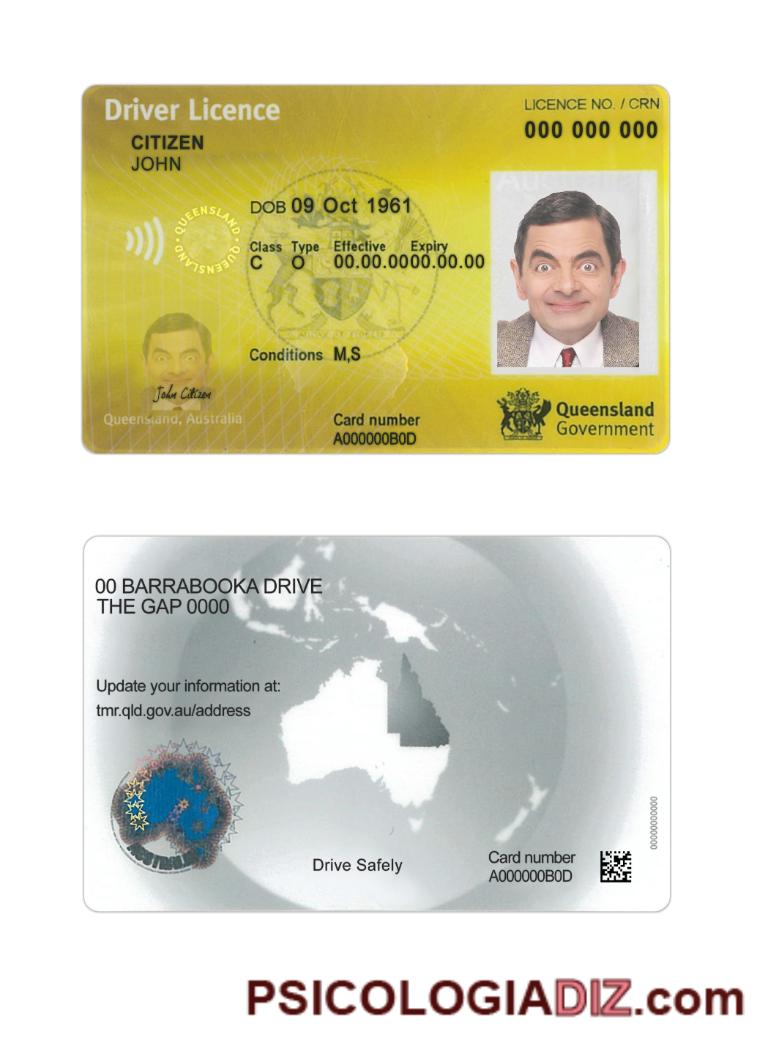 Driver Licence
LICENCE NO. / CRN
CITIZEN
000 000 000
JOHN
DOB 09 Oct 1961
QUEENSLAND · QUEENSLAND ·
Class Type Effective Expiry
C O 00.00.0000.00.00
Conditions M,S
John Citizen
Queensland, Australia
Card number
A000000B0D
Queensland
Government
00 BARRABOOKA DRIVE
THE GAP 0000
Update your information at:
tmr.qld.gov.au/address
AUSTRALIA
Drive Safely
Card number
A000000B0D
00000000000
PSICOLOGIADIZ.com